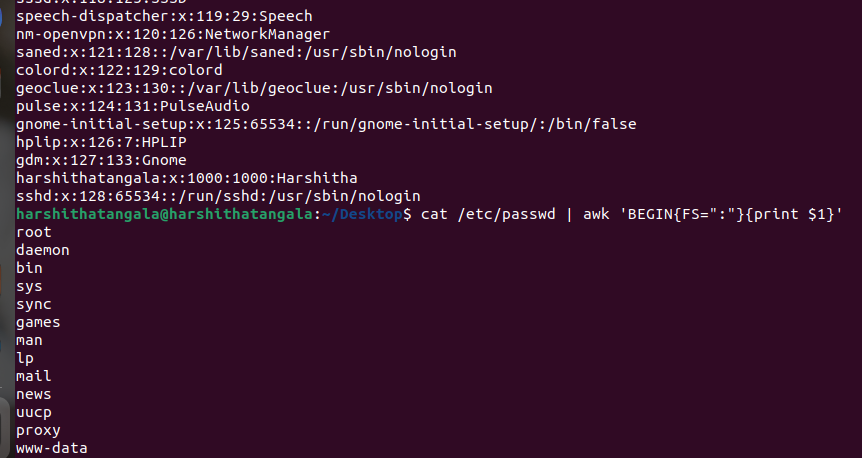 speech-dispatcher:x:119:29:Speech
nm-openvpn:x:120:126:NetworkManager
saned:x:121:128::/var/lib/saned:/usr/sbin/nologin
colord:x:122:129:colord
geoclue:x:123:130::/var/lib/geoclue:/usr/sbin/nologin
pulse:x:124:131:PulseAudio
gnome-initial-setup:x:125:65534::/run/gnome-initial-setup/:/bin/false
hplip:x:126:7:HPLIP
gdm:x:127:133:Gnome
harshithatangala:x:1000:1000:Harshitha
sshd:x:128:65534::/run/sshd:/usr/sbin/nologin
harshithatangala@harshithatangala:~/Desktop$ cat /etc/passwd | awk 'BEGIN{FS=":"}{print $1}'
root
daemon
bin
sys
sync
games
man
lp
mail
news
uucp
proxy
www-data